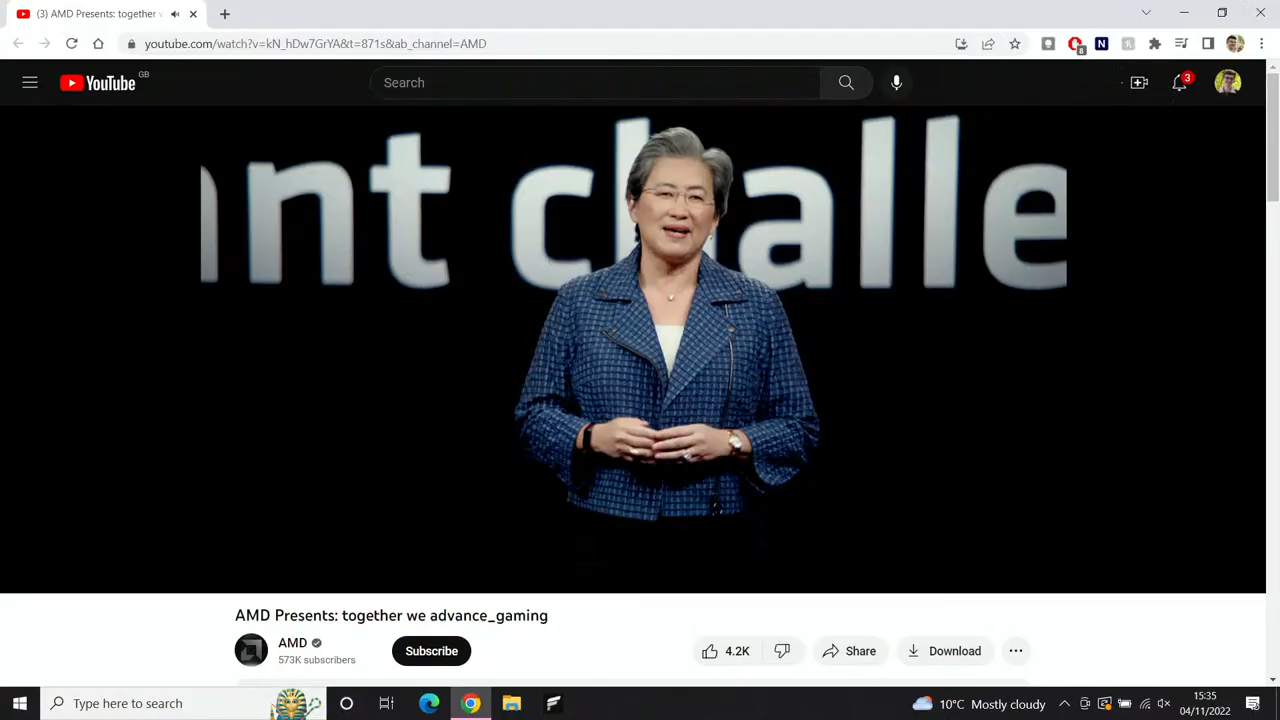 (3) AMD Presents: together
youtube.com/watch?v=kN_hDw7GrYA&t=871s&ab_channel=AMD
8
N
YouTube GB
Search
3
nt challe
AMD Presents: together we advance_gaming
AMD
573K subscribers
Subscribe
4.2K
Share
Download
Type here to search
10°C Mostly cloudy
15:35
04/11/2022